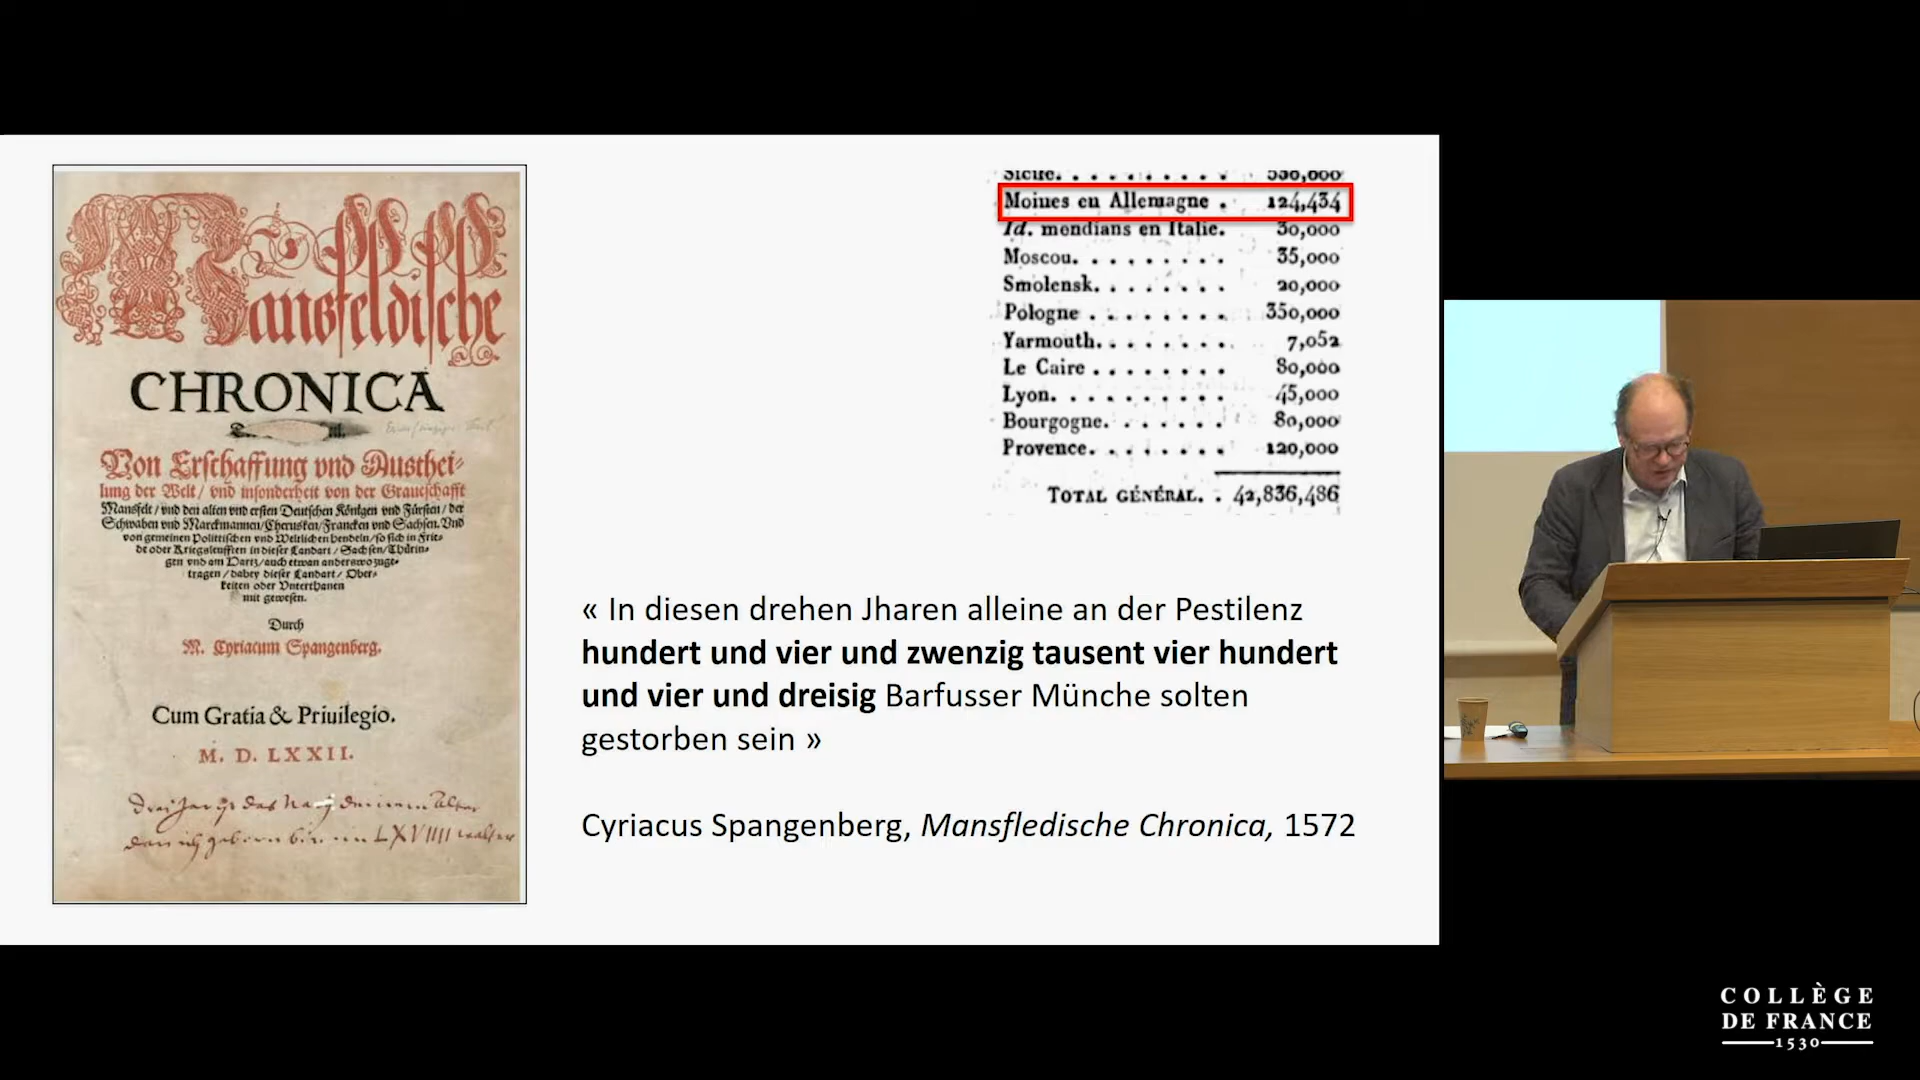 Mansfeldische
CHRONICA
Von Erschaffung vnd Austhei-
lung der Welt / vnd insonderheit von der Graueschafft
Mansfelt / vnd den alten vnd ersten Deutschen Königen vnd Fürsten / der
Schwaben vnd Marckmannen / Cherusken / Francken vnd Sachsen. Vnd
von gemeinen Politischen vnd Weltlichen hendeln / so sich in Frie-
de oder Kriegsleufften in dieser Landart / Sachsen / Thürin-
gen vnd am Hartz / auch etwan anderswo zuge-
tragen / dabey dieser Landart / Ober-
keiten oder Vnterthanen
mit gewesen.
Durch
M. Cyriacum Spangenberg.
Cum Gratia & Priuilegio.
M. D. LXXII.
Sicile. . . . . . . . . 530,000
Moines en Allemagne . 124,434
Id. mendians en Italie. 30,000
Moscou. . . . . . . . 35,000
Smolensk. . . . . . . 20,000
Pologne . . . . . . . 350,000
Yarmouth. . . . . . . 7,052
Le Caire . . . . . . . 80,000
Lyon. . . . . . . . . 45,000
Bourgogne. . . . . . 80,000
Provence. . . . . . . 120,000
TOTAL GÉNÉRAL. . 42,836,486
« In diesen drehen Jharen alleine an der Pestilenz
hundert und vier und zwenzig tausent vier hundert
und vier und dreisig Barfusser Münche solten
gestorben sein »
Cyriacus Spangenberg, Mansfledische Chronica, 1572
COLLÈGE
DE FRANCE
1530